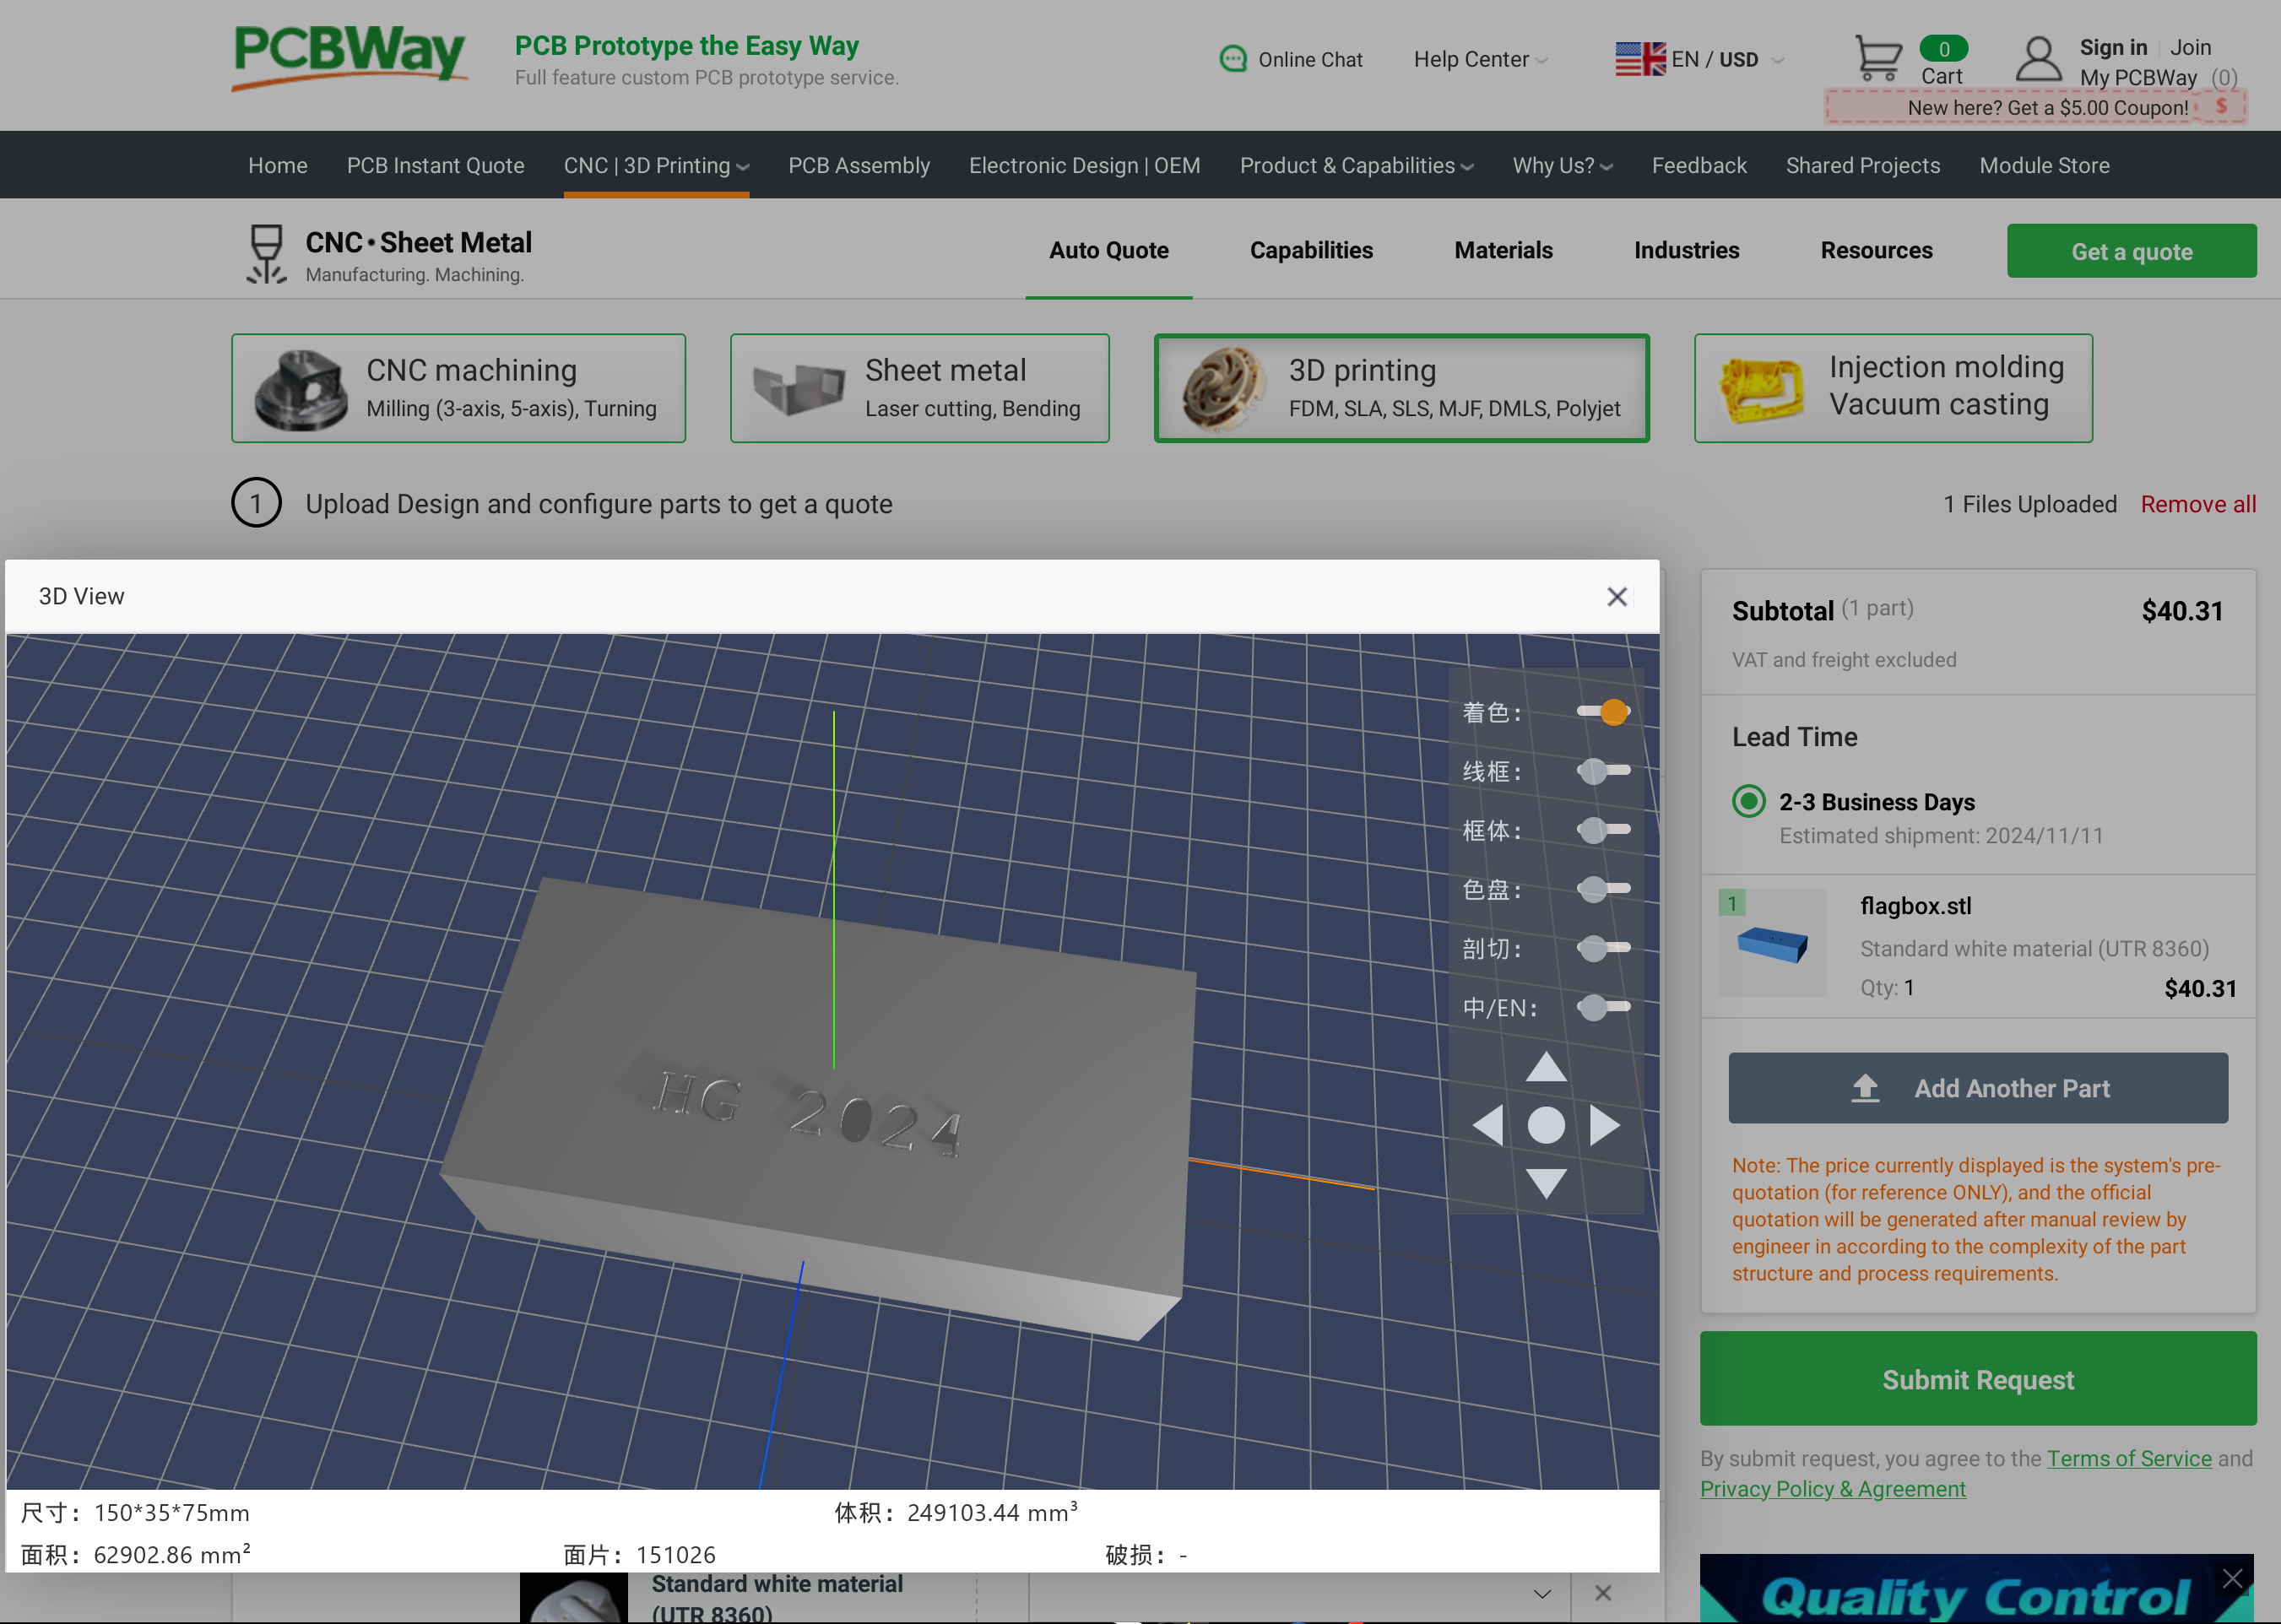 PCBWay
PCB Prototype the Easy Way
Full feature custom PCB prototype service.
Online Chat
Help Center
EN / USD
0
Cart
Sign in Join
My PCBWay (0)
New here? Get a $5.00 Coupon! $
Home PCB Instant Quote CNC | 3D Printing PCB Assembly Electronic Design | OEM Product & Capabilities Why Us? Feedback Shared Projects Module Store
CNC • Sheet Metal
Manufacturing. Machining.
Auto Quote Capabilities Materials Industries Resources Get a quote
CNC machining
Milling (3-axis, 5-axis), Turning
Sheet metal
Laser cutting, Bending
3D printing
FDM, SLA, SLS, MJF, DMLS, Polyjet
Injection molding
Vacuum casting
1 Upload Design and configure parts to get a quote
1 Files Uploaded Remove all
3D View
着色：
线框：
框体：
色盘：
剖切：
中/EN：
HG 2024
尺寸：150*35*75mm
体积：249103.44 mm³
面积：62902.86 mm²
面片：151026
破损：-
Standard white material
(UTR 8360)
Subtotal (1 part) $40.31
VAT and freight excluded
Lead Time
2-3 Business Days
Estimated shipment: 2024/11/11
1
flagbox.stl
Standard white material (UTR 8360)
Qty: 1 $40.31
Add Another Part
Note: The price currently displayed is the system's pre-
quotation (for reference ONLY), and the official
quotation will be generated after manual review by
engineer in according to the complexity of the part
structure and process requirements.
Submit Request
By submit request, you agree to the Terms of Service and
Privacy Policy & Agreement
Quality Control